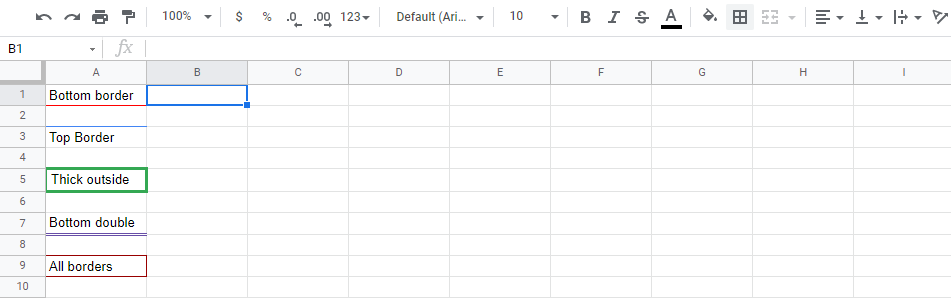 100% $ % .0 .00 123 Default (Ari... 10 B I S A
B1 fx
A B C D E F G H I
1 Bottom border
2
3 Top Border
4
5 Thick outside
6
7 Bottom double
8
9 All borders
10